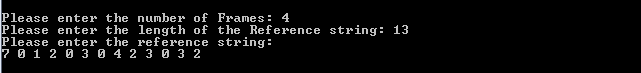 Please enter the number of Frames: 4
Please enter the length of the Reference string: 13
Please enter the reference string:
7 0 1 2 0 3 0 4 2 3 0 3 2